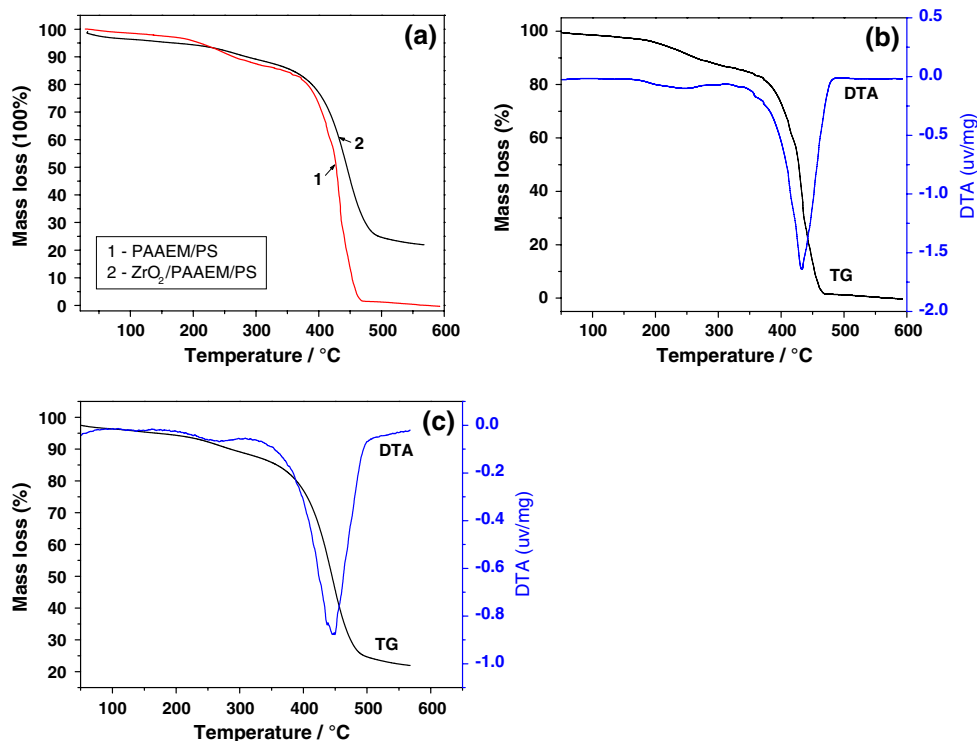 (a)
100
90
80
70
60
50
40
30
20
10
0
Mass loss (100%)
2
1
1 - PAAEM/PS
2 - ZrO₂/PAAEM/PS
100 200 300 400 500 600
Temperature / °C
(b)
100
80
60
40
20
0
Mass loss (%)
DTA
TG
0.5
0.0
-0.5
-1.0
-1.5
-2.0
DTA (uv/mg)
100 200 300 400 500 600
Temperature / °C
(c)
100
90
80
70
60
50
40
30
20
Mass loss (%)
DTA
TG
0.0
-0.2
-0.4
-0.6
-0.8
-1.0
DTA (uv/mg)
100 200 300 400 500 600
Temperature / °C